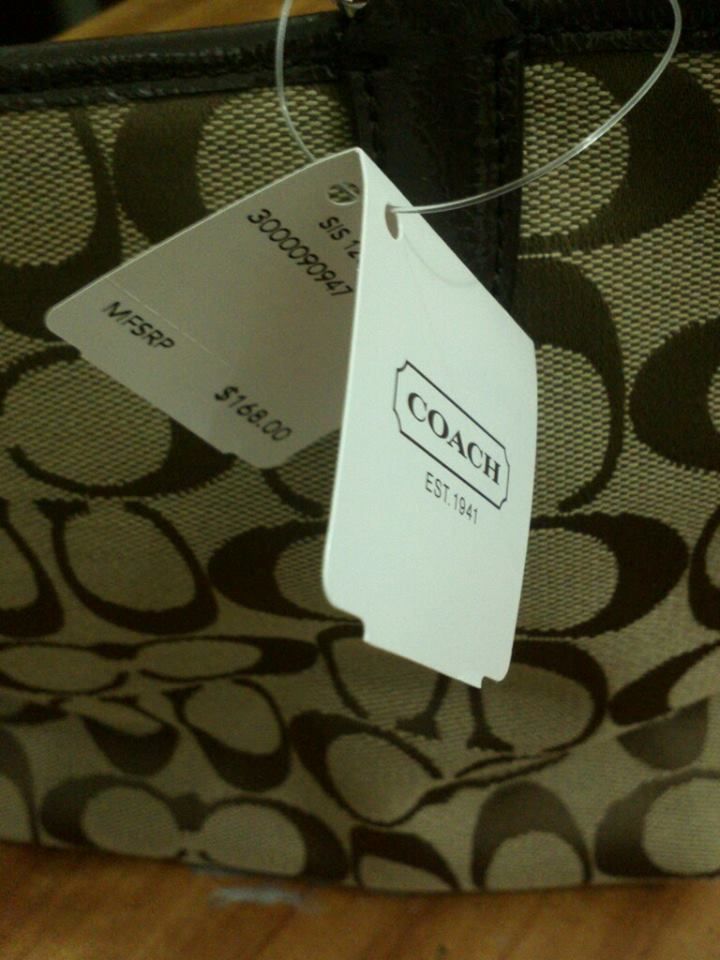 SIS 12
3000090947
MFSRP
$168.00
COACH
EST. 1941